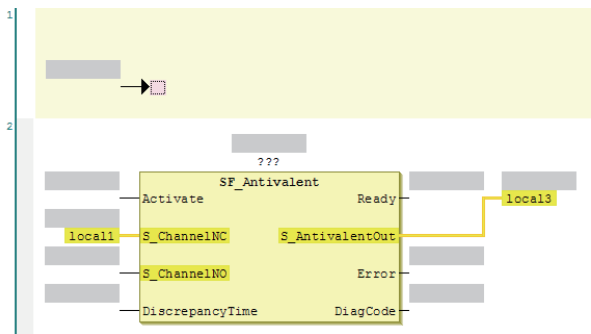 1
2
???
SF_Antivalent
Activate Ready
local3
local1 S_ChannelNC S_AntivalentOut
S_ChannelNO Error
DiscrepancyTime DiagCode